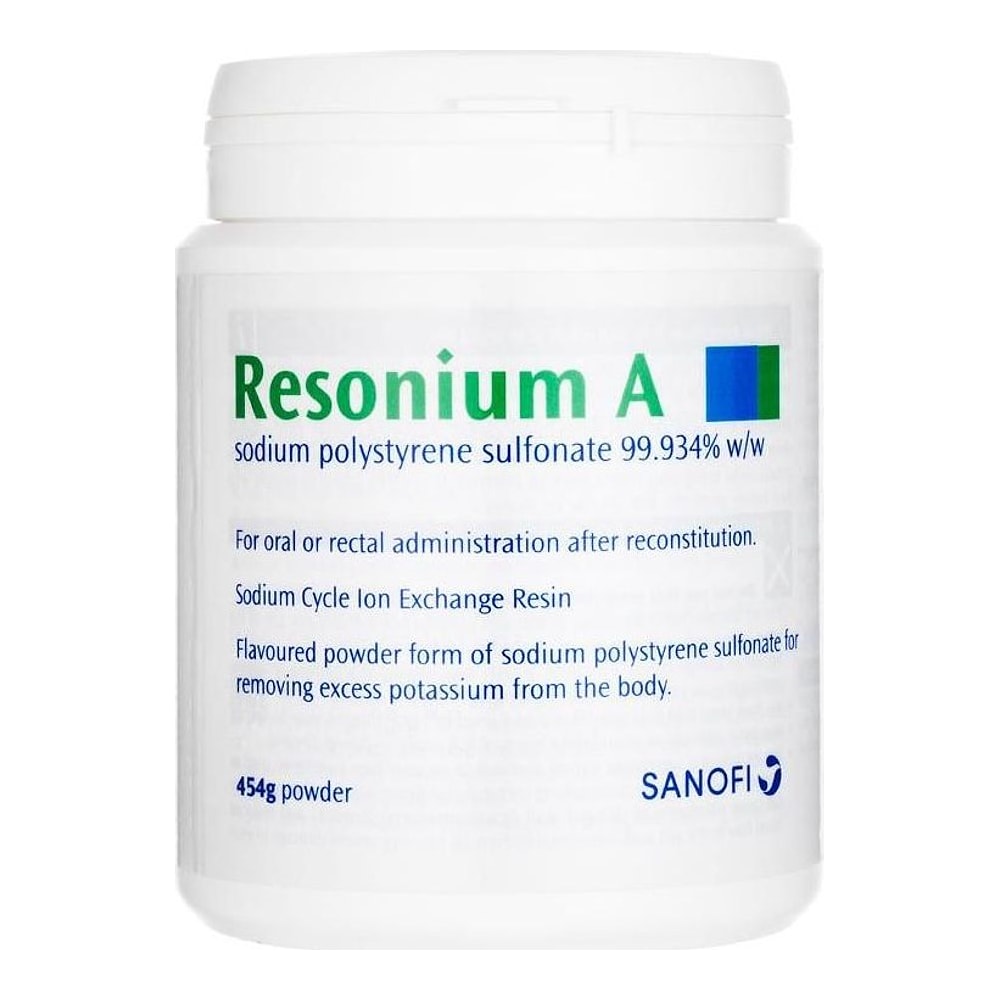 Resonium A
sodium polystyrene sulfonate 99.934% w/w
For oral or rectal administration after reconstitution.
Sodium Cycle Ion Exchange Resin
Flavoured powder form of sodium polystyrene sulfonate for
removing excess potassium from the body.
454g powder
SANOFI